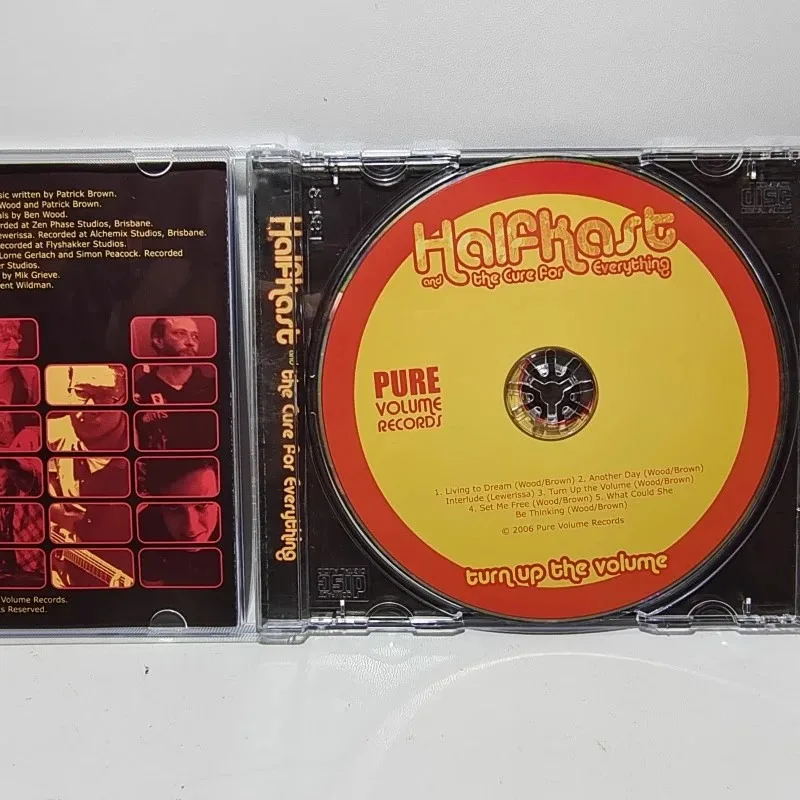 sic written by Patrick Brown.
Wood and Patrick Brown.
als by Ben Wood.
rded at Zen Phase Studios, Brisbane.
ewerissa. Recorded at Alchemix Studios, Brisbane.
recorded at Flyshakker Studios.
Lorne Gerlach and Simon Peacock. Recorded
r Studios.
by Mik Grieve.
ent Wildman.
Volume Records.
ts Reserved.
Halfkast and the Cure For Everything
Halfkast
and the Cure For Everything
PURE
VOLUME
RECORDS
1. Living to Dream (Wood/Brown) 2, Another Day (Wood/Brown)
Interlude (Lewerissa) 3. Turn Up the Volume (Wood/Brown)
4. Set Me Free (Wood/Brown) 5. What Could She
Be Thinking (Wood/Brown)
© 2006 Pure Volume Records
turn up the volume
disc